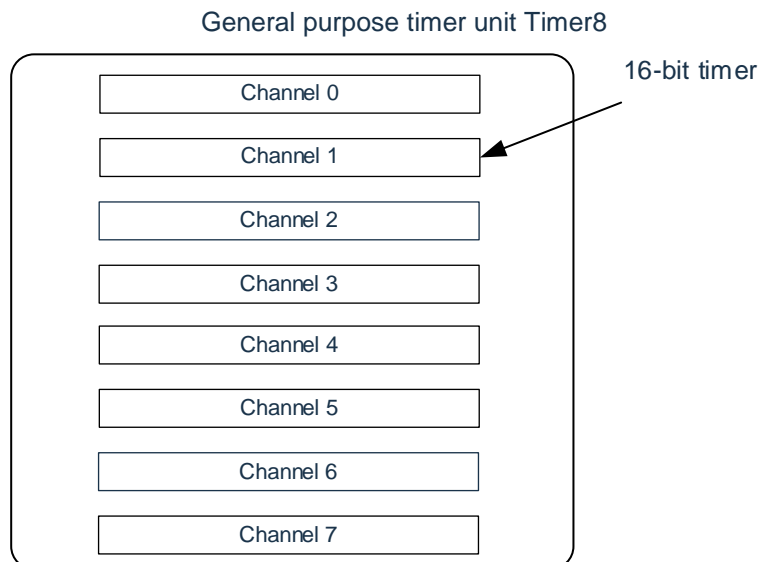 General purpose timer unit Timer8
16-bit timer
Channel 0
Channel 1
Channel 2
Channel 3
Channel 4
Channel 5
Channel 6
Channel 7